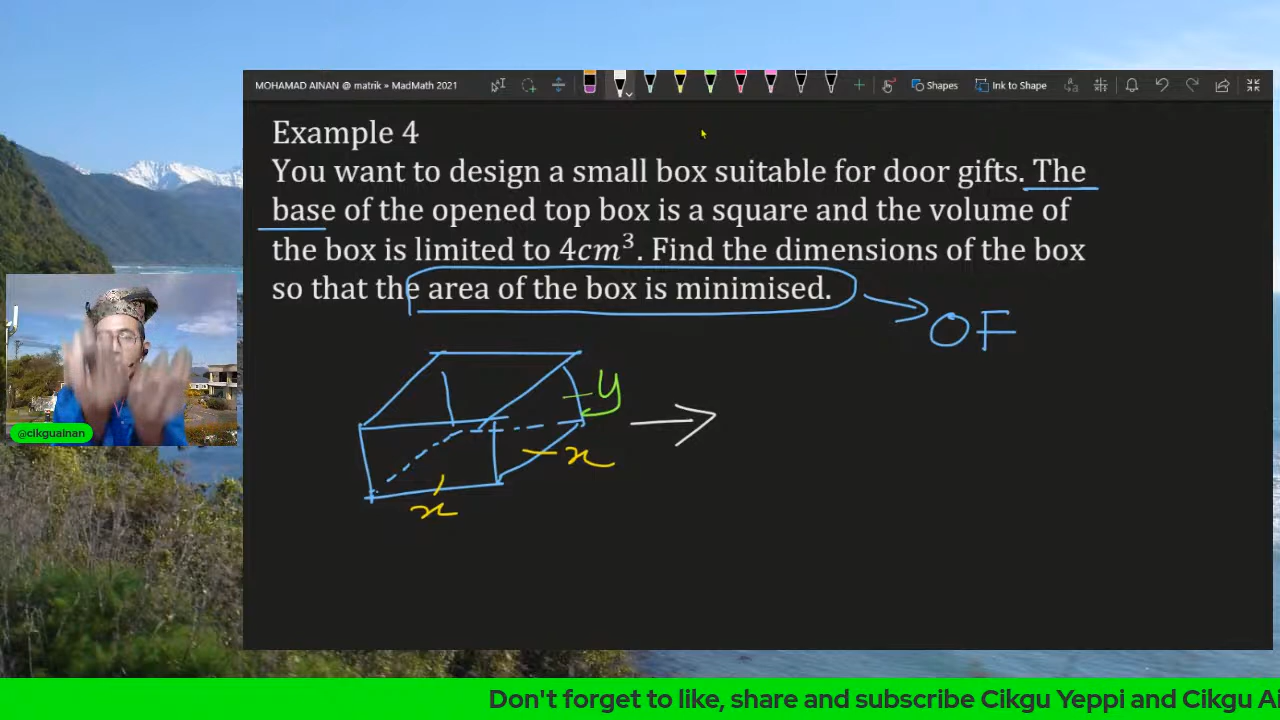 MOHAMAD AINAN @ matrik » MadMath 2021
Shapes
Ink to Shape
Example 4
You want to design a small box suitable for door gifts. The
base of the opened top box is a square and the volume of
the box is limited to 4cm³. Find the dimensions of the box
so that the area of the box is minimised.
OF
y
x
x
@cikguainan
Don't forget to like, share and subscribe Cikgu Yeppi and Cikgu Ai